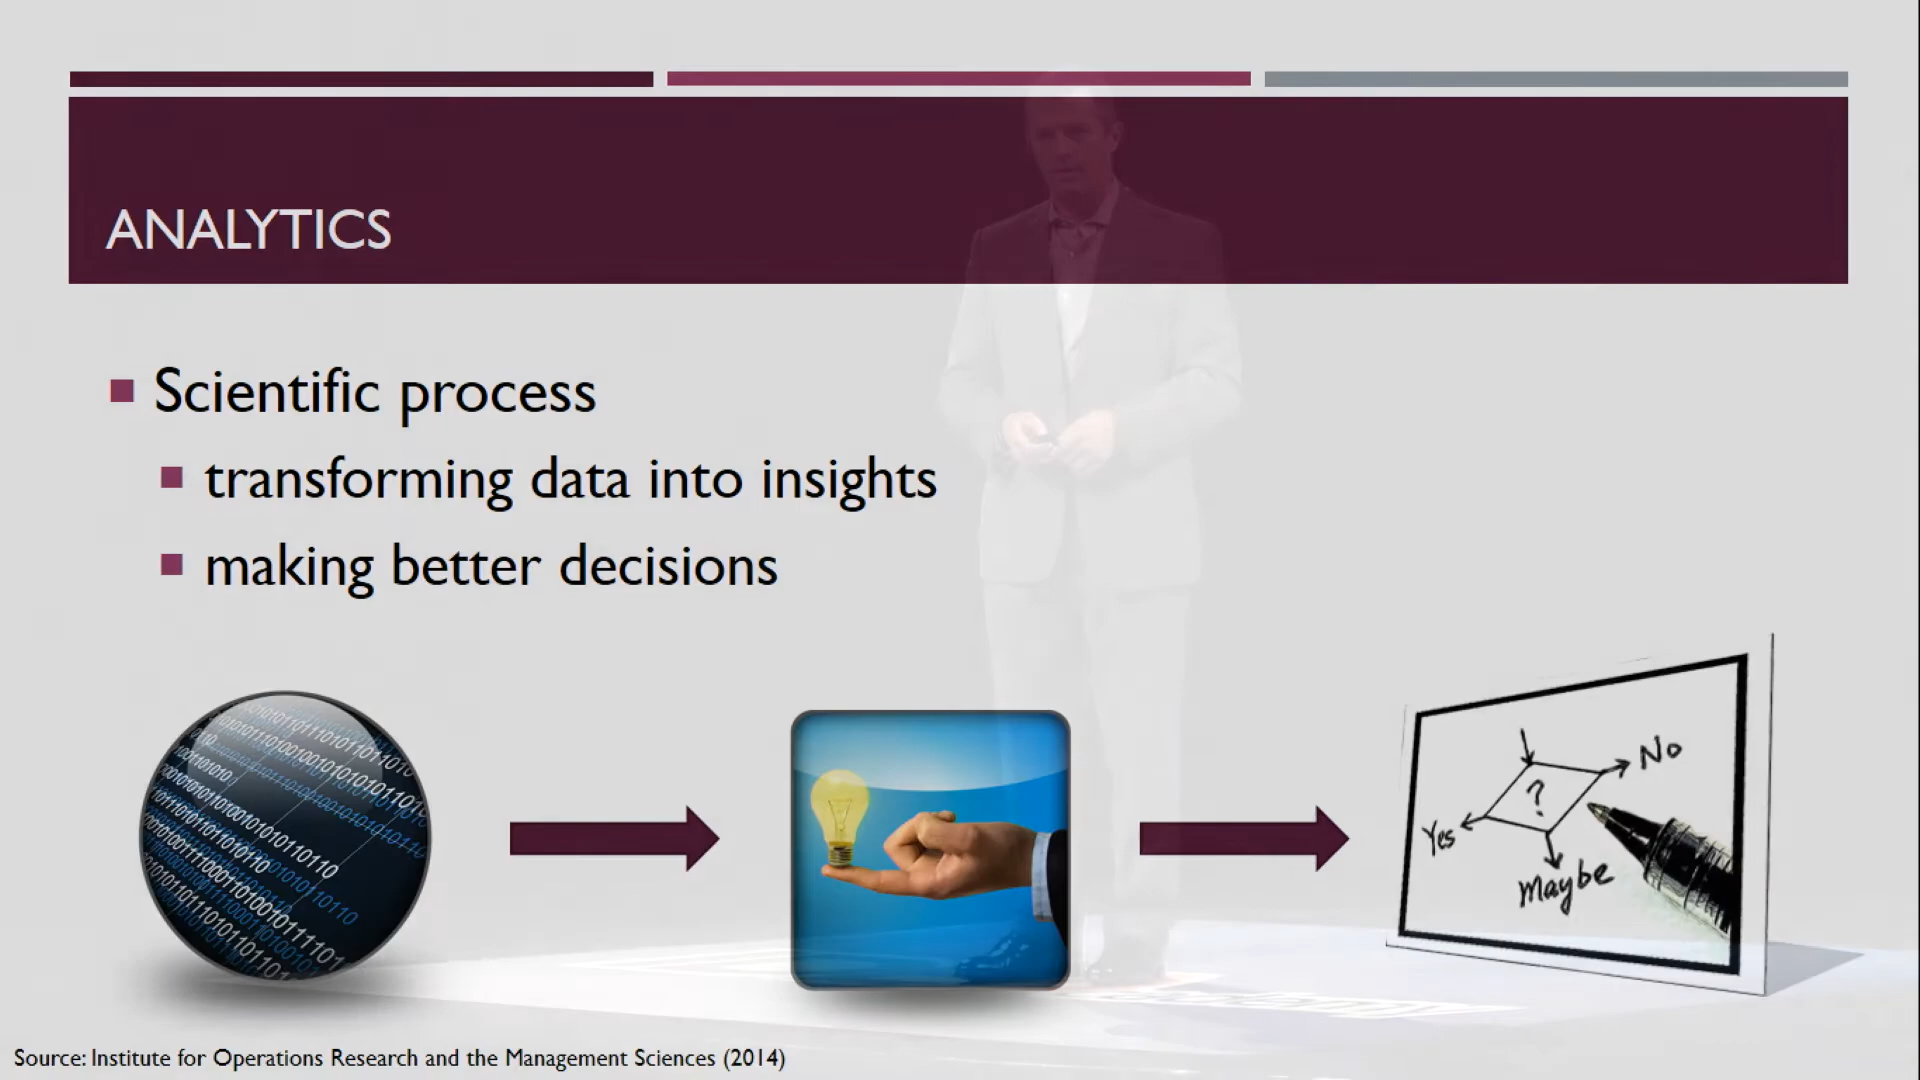 ANALYTICS
Scientific process
transforming data into insights
making better decisions
No
?
Yes
Maybe
Source: Institute for Operations Research and the Management Sciences (2014)